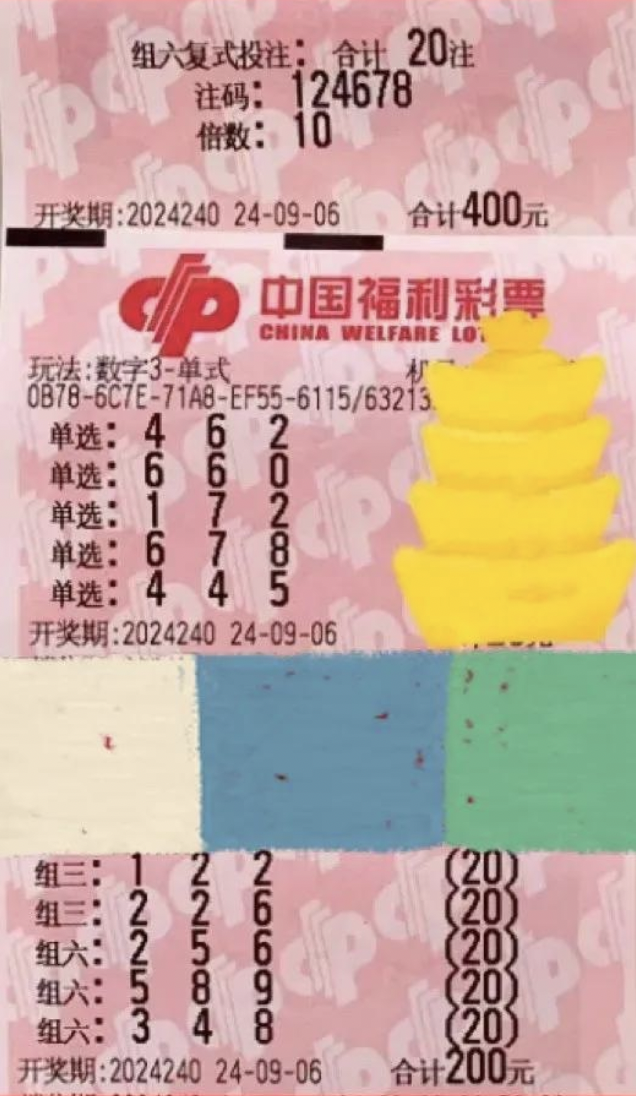 组六复式投注: 合计 20注
注码: 124678
倍数: 10
开奖期:2024240 24-09-06 合计400元
中国福利彩票
CHINA WELFARE LOT
玩法:数字3-单式
0B78-6C7E-71A8-EF55-6115/63213
单选: 4 6 2
单选: 6 6 0
单选: 1 7 2
单选: 6 7 8
单选: 4 4 5
开奖期:2024240 24-09-06
组三: 1 2 2 (20)
组三: 2 2 6 (20)
组六: 2 5 6 (20)
组六: 5 8 9 (20)
组六: 3 4 8 (20)
开奖期:2024240 24-09-06 合计200元